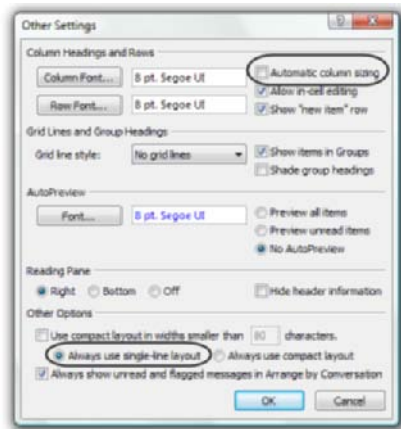 Other Settings
Column Headings and Rows
Column Font... 8 pt. Segoe UI Automatic column sizing
Allow in-cell editing
Row Font... 8 pt. Segoe UI Show "new item" row
Grid Lines and Group Headings
Grid line style: No grid lines Show items in Groups
Shade group headings
AutoPreview
Font... 8 pt. Segoe UI Preview all items
Preview unread items
No AutoPreview
Reading Pane
Right Bottom Off Hide header information
Other Options
Use compact layout in widths smaller than 80 characters.
Always use single-line layout Always use compact layout
Always show unread and flagged messages in Arrange by Conversation
OK Cancel